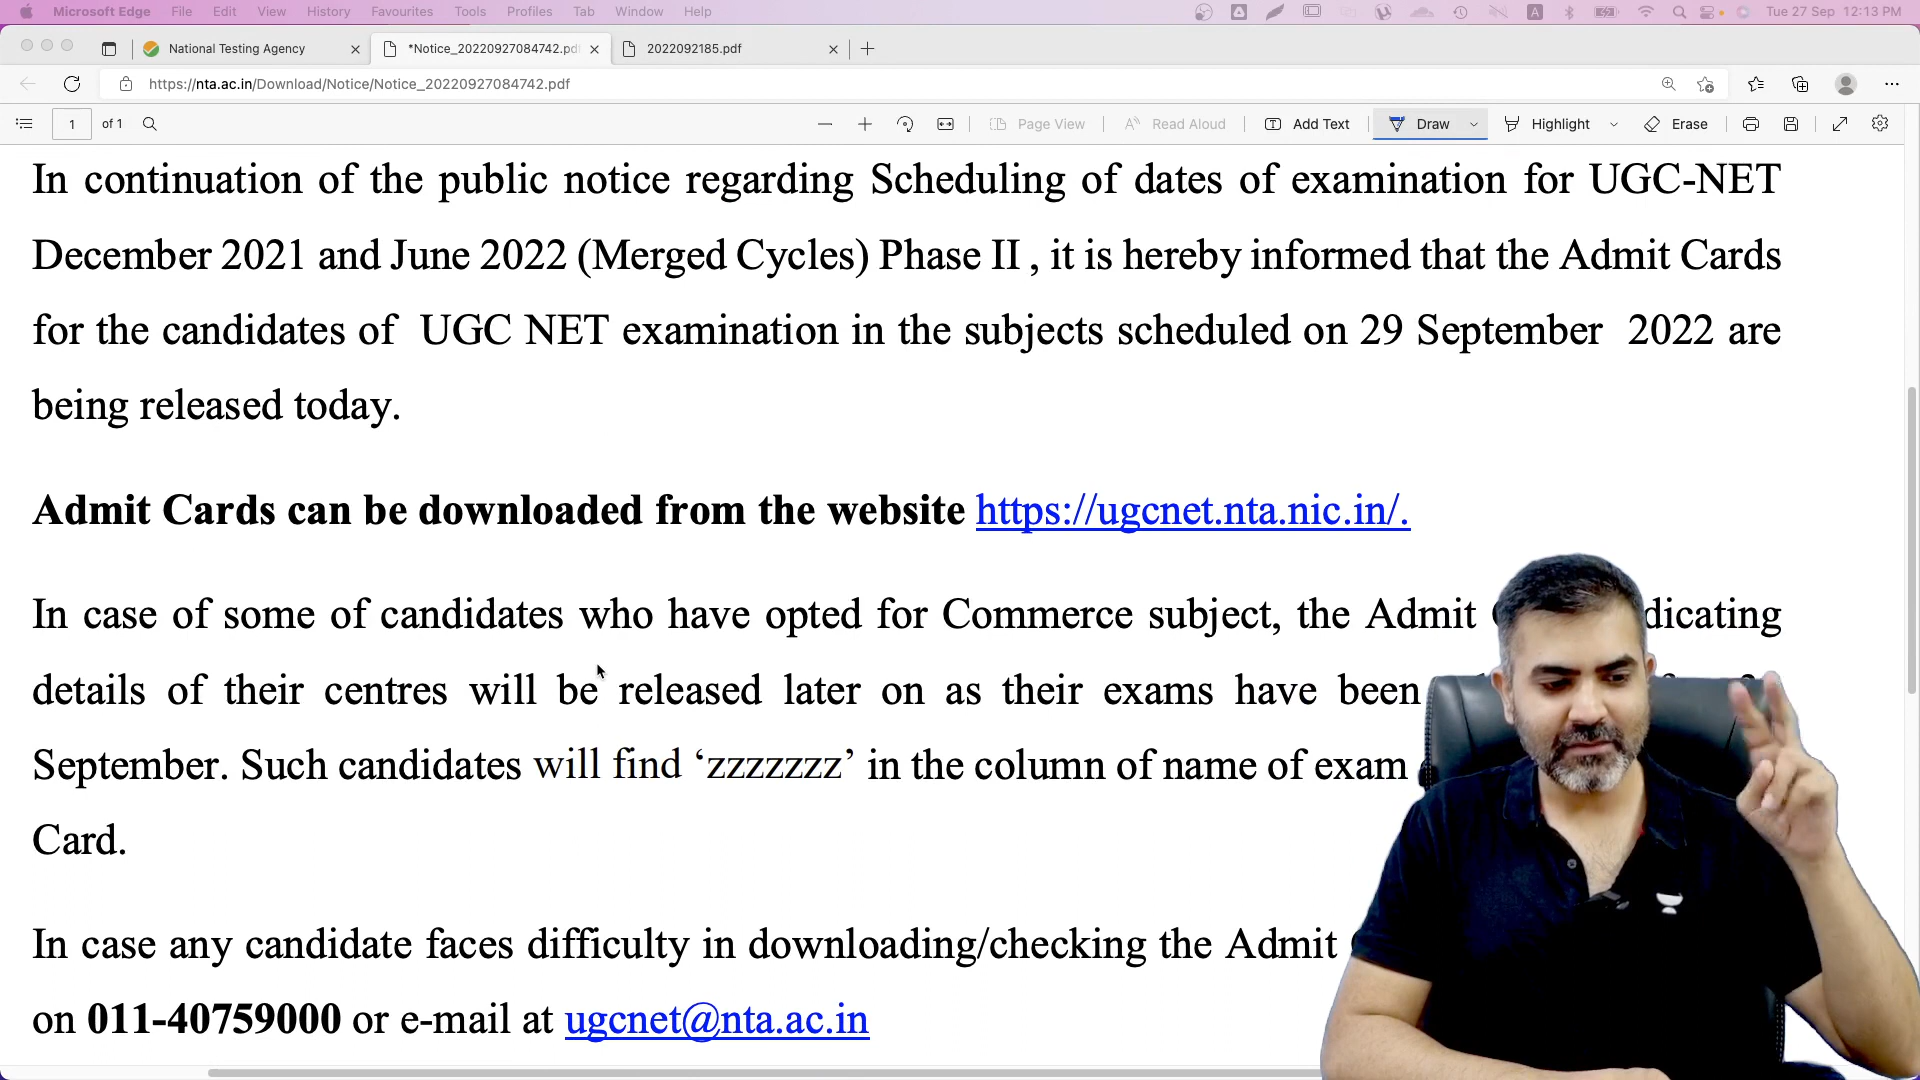 Microsoft Edge File Edit View History Favourites Tools Profiles Tab Window Help Tue 27 Sep 12:13 PM
National Testing Agency *Notice_20220927084742.pd 2022092185.pdf
https://nta.ac.in/Download/Notice/Notice_20220927084742.pdf
1 of 1 Page View Read Aloud Add Text Draw Highlight Erase
In continuation of the public notice regarding Scheduling of dates of examination for UGC-NET
December 2021 and June 2022 (Merged Cycles) Phase II , it is hereby informed that the Admit Cards
for the candidates of UGC NET examination in the subjects scheduled on 29 September 2022 are
being released today.
Admit Cards can be downloaded from the website https://ugcnet.nta.nic.in/.
In case of some of candidates who have opted for Commerce subject, the Admit dicating
details of their centres will be released later on as their exams have been
September. Such candidates will find ‘zzzzzzz’ in the column of name of exam
Card.
In case any candidate faces difficulty in downloading/checking the Admit
on 011-40759000 or e-mail at ugcnet@nta.ac.in